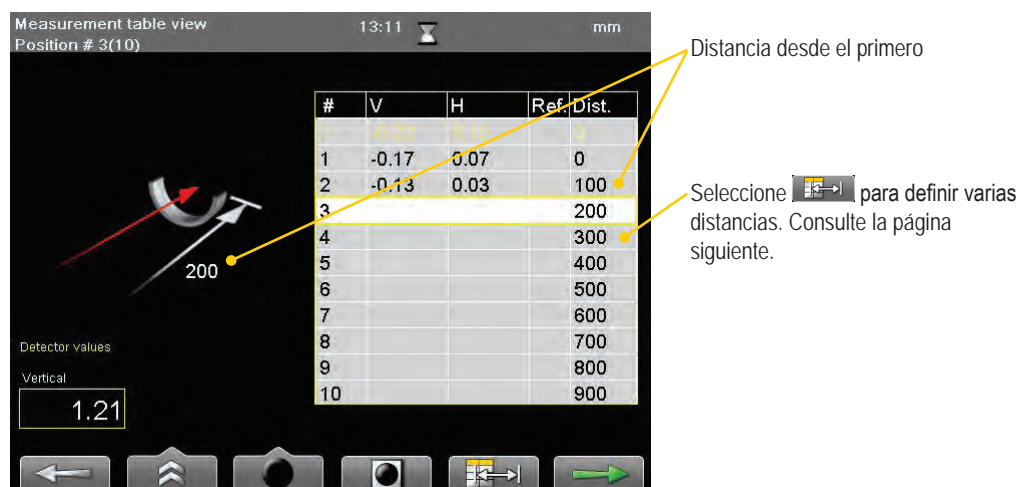 Measurement table view
Position # 3(10)
13:11
mm
# V H Ref. Dist.
1 -0.17 0.07 0
2 -0.13 0.03 100
3 200
4 300
5 400
6 500
7 600
8 700
9 800
10 900
200
Detector values
Vertical
1.21
Distancia desde el primero
Seleccione para definir varias
distancias. Consulte la página
siguiente.